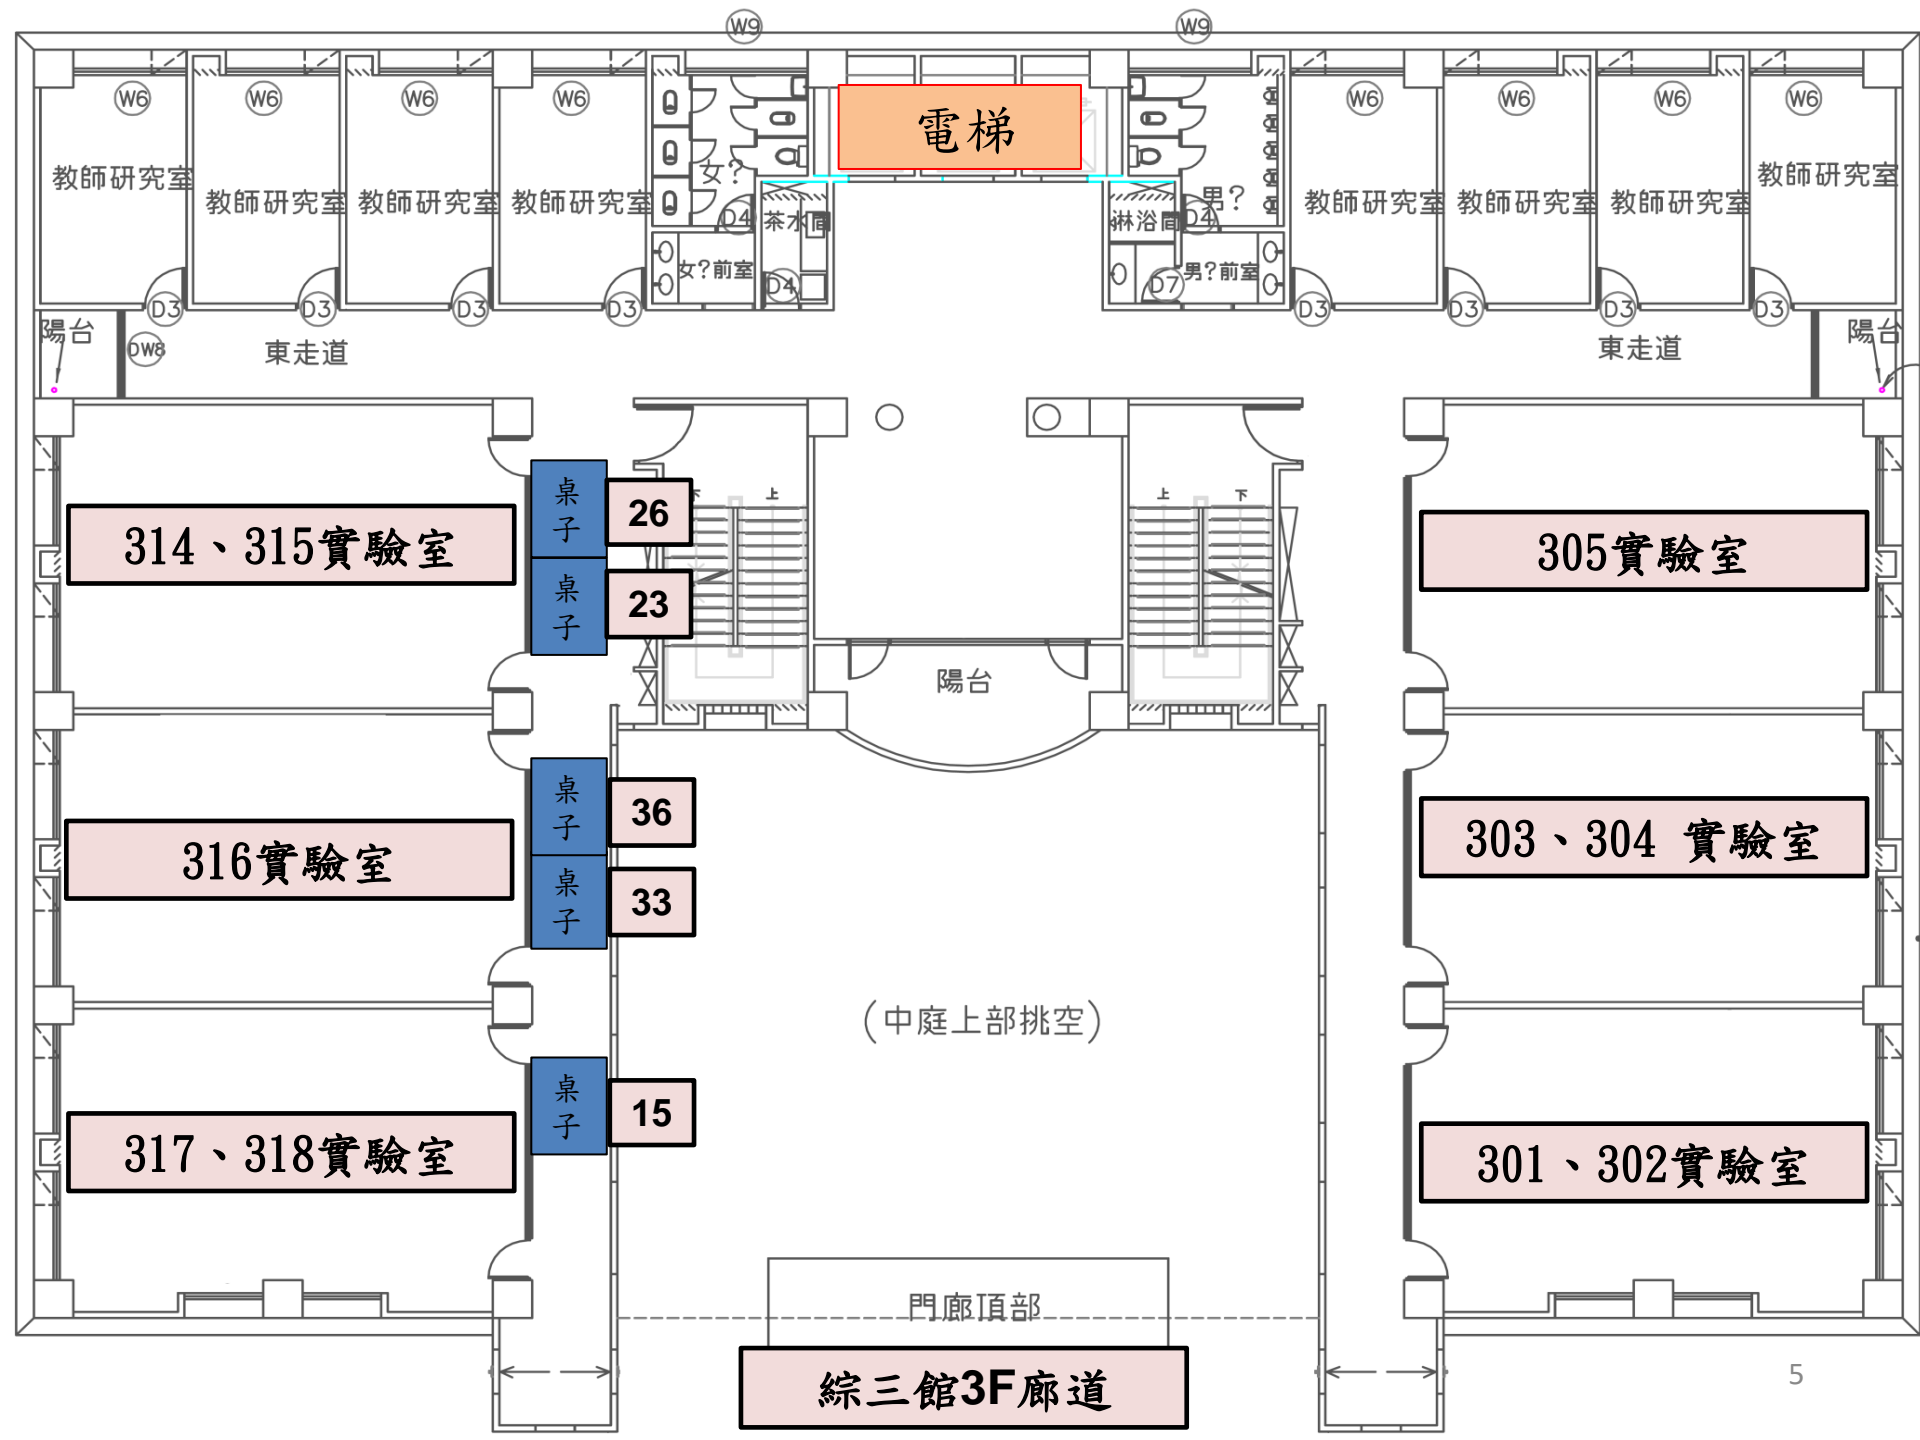 W9 W9
W6 W6 W6 W6 W6 W6 W6 W6
電梯
教師研究室 教師研究室 教師研究室 教師研究室 女? 男? 教師研究室 教師研究室 教師研究室 教師研究室
D4 茶水間 淋浴間 D4
女?前室 D4 D7 男?前室
D3 D3 D3 D3 D3 D3 D3 D3
陽台 DW8 東走道 東走道 陽台
下 上 上 下
314、315實驗室
桌子
26
桌子
23
305實驗室
陽台
316實驗室
桌子
36
桌子
33
303、304 實驗室
(中庭上部挑空)
317、318實驗室
桌子
15
301、302實驗室
門廊頂部
綜三館3F廊道
5